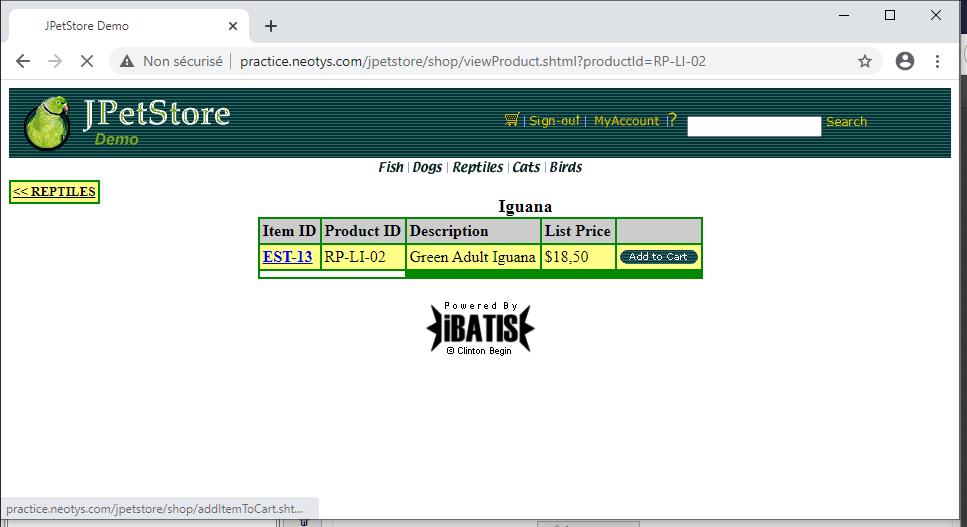 JPetStore Demo
Non sécurisé | practice.neotys.com/jpetstore/shop/viewProduct.shtml?productId=RP-LI-02
JPetStore
Demo
Sign-out | MyAccount | ? Search
Fish | Dogs | Reptiles | Cats | Birds
<< REPTILES
Iguana
Item ID Product ID Description List Price
EST-13 RP-LI-02 Green Adult Iguana $18,50 Add to Cart
Powered By
iBATIS
© Clinton Begin
practice.neotys.com/jpetstore/shop/addItemToCart.sht...